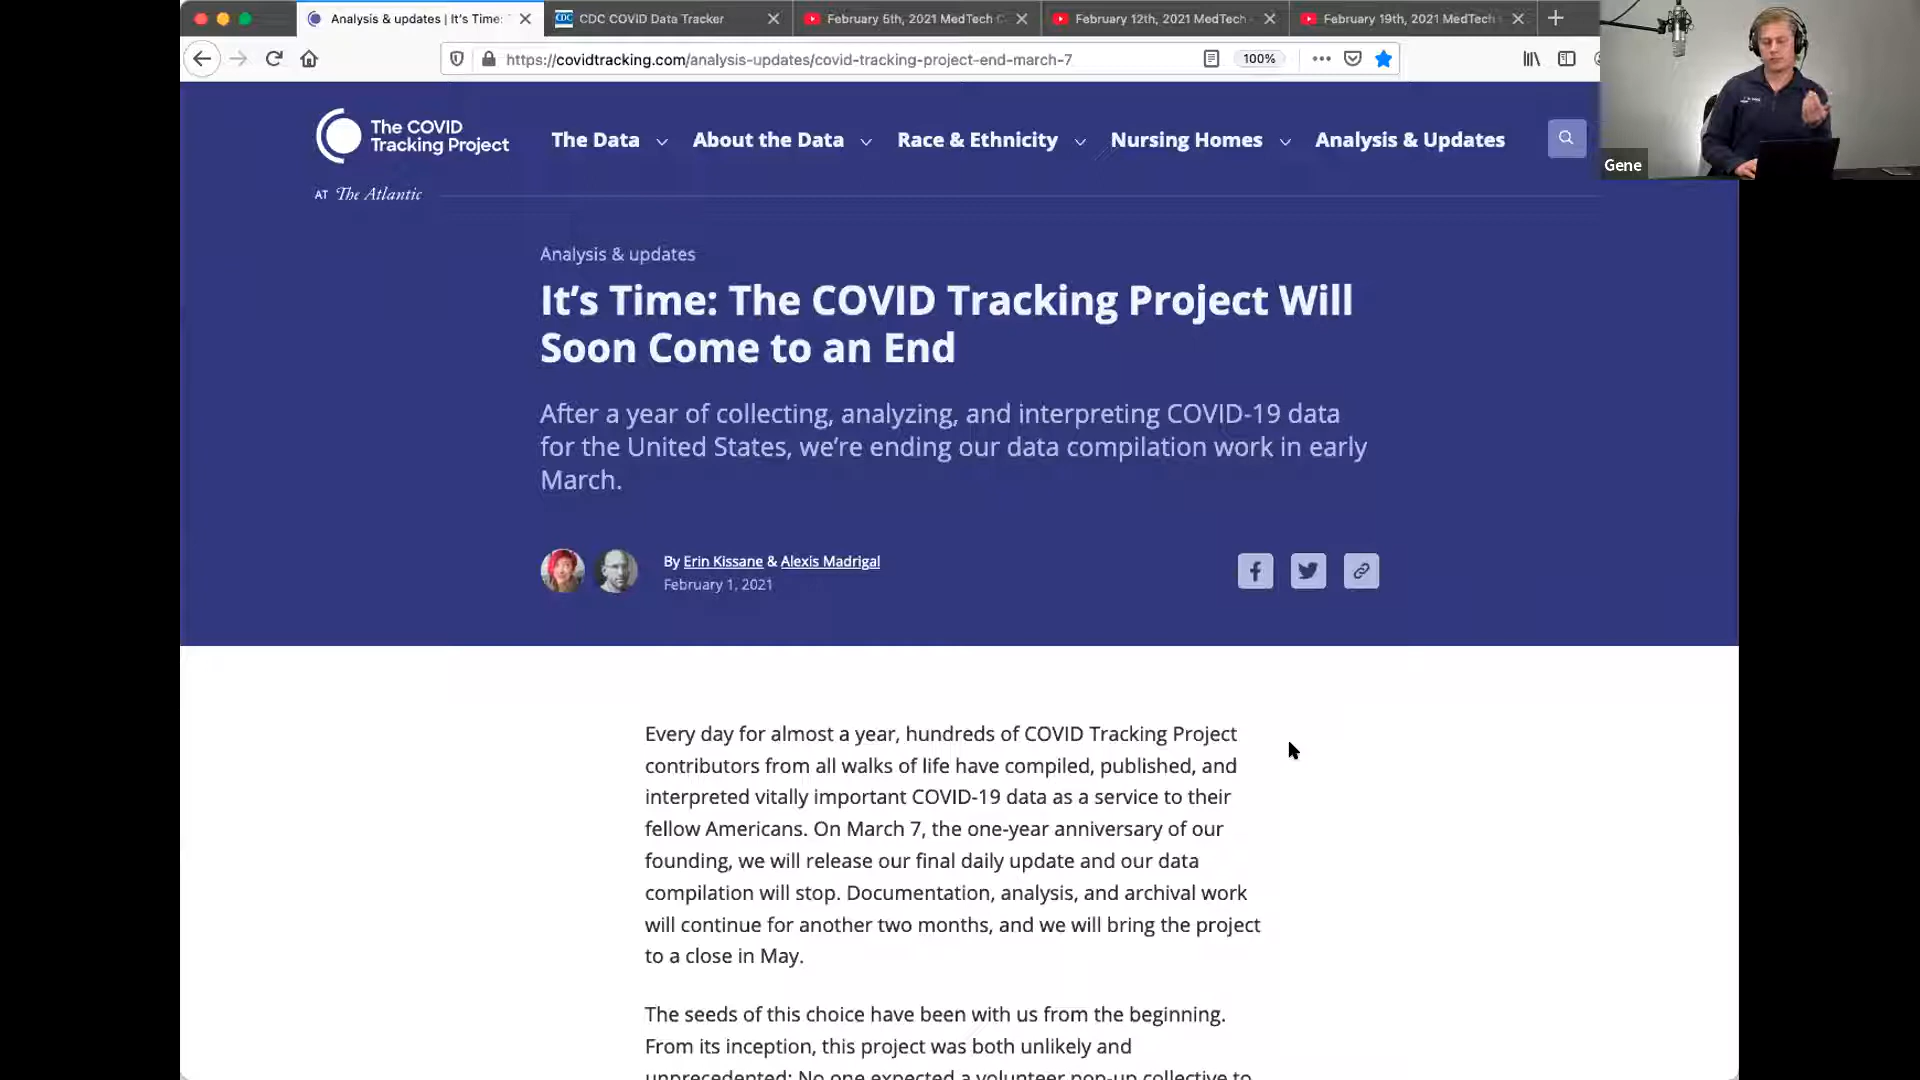 Analysis & updates | It's Time:
CDC
CDC COVID Data Tracker
February 5th, 2021 MedTech C
February 12th, 2021 MedTech
February 19th, 2021 MedTech
https://covidtracking.com/analysis-updates/covid-tracking-project-end-march-7
100%
Gene
The COVID
Tracking Project
The Data
About the Data
Race & Ethnicity
Nursing Homes
Analysis & Updates
AT The Atlantic
Analysis & updates
It's Time: The COVID Tracking Project Will
Soon Come to an End
After a year of collecting, analyzing, and interpreting COVID-19 data
for the United States, we're ending our data compilation work in early
March.
By Erin Kissane & Alexis Madrigal
February 1, 2021
Every day for almost a year, hundreds of COVID Tracking Project
contributors from all walks of life have compiled, published, and
interpreted vitally important COVID-19 data as a service to their
fellow Americans. On March 7, the one-year anniversary of our
founding, we will release our final daily update and our data
compilation will stop. Documentation, analysis, and archival work
will continue for another two months, and we will bring the project
to a close in May.
The seeds of this choice have been with us from the beginning.
From its inception, this project was both unlikely and
unprecedented: No one expected a volunteer pop-up collective to